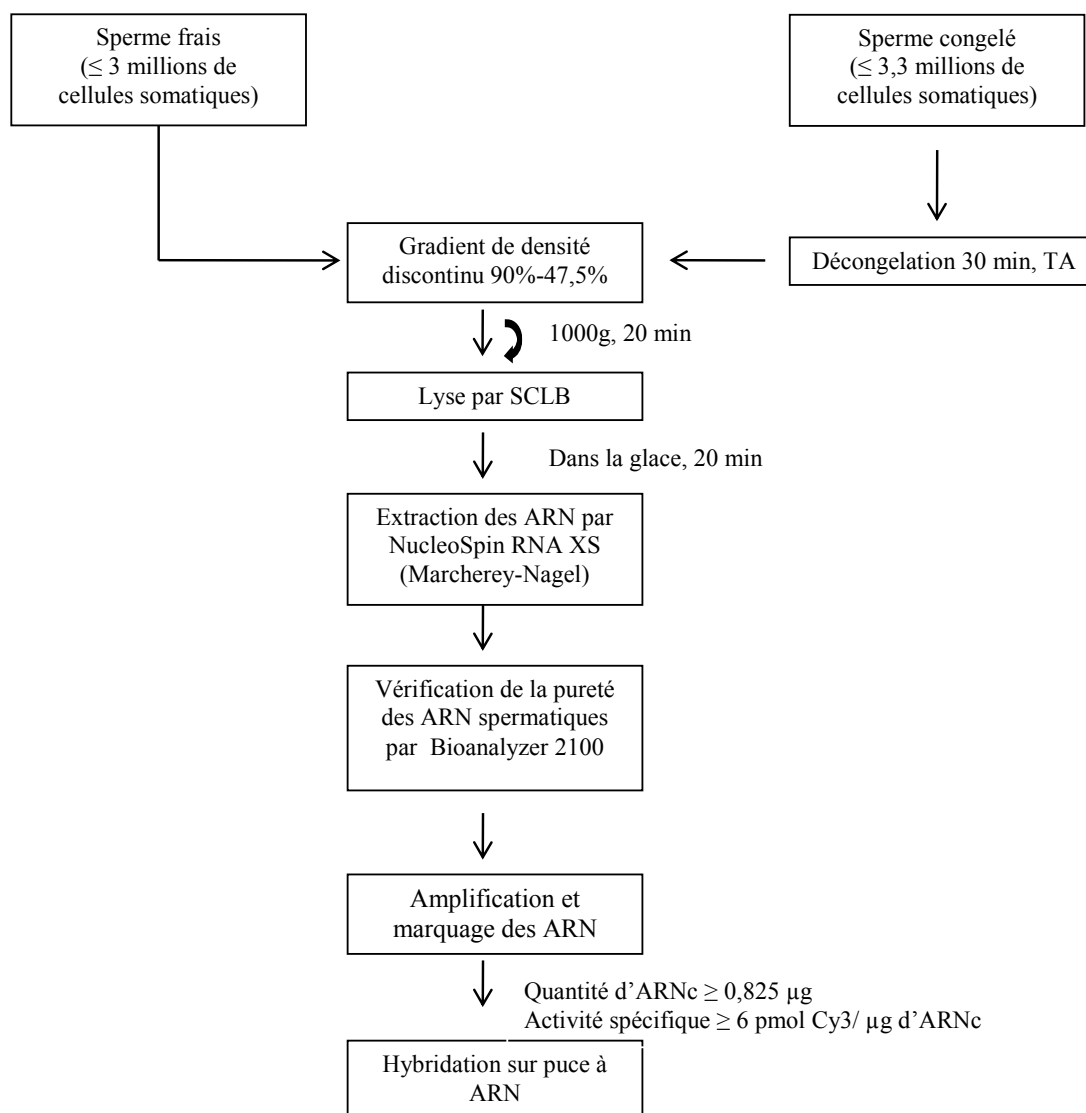 Sperme frais
(≤ 3 millions de
cellules somatiques)
Sperme congelé
(≤ 3,3 millions de
cellules somatiques)
Gradient de densité
discontinu 90%-47,5%
Décongelation 30 min, TA
1000g, 20 min
Lyse par SCLB
Dans la glace, 20 min
Extraction des ARN par
NucleoSpin RNA XS
(Marcherey-Nagel)
Vérification de la pureté
des ARN spermatiques
par Bioanalyzer 2100
Amplification et
marquage des ARN
Quantité d’ARNc ≥ 0,825 µg
Activité spécifique ≥ 6 pmol Cy3/ µg d’ARNc
Hybridation sur puce à
ARN